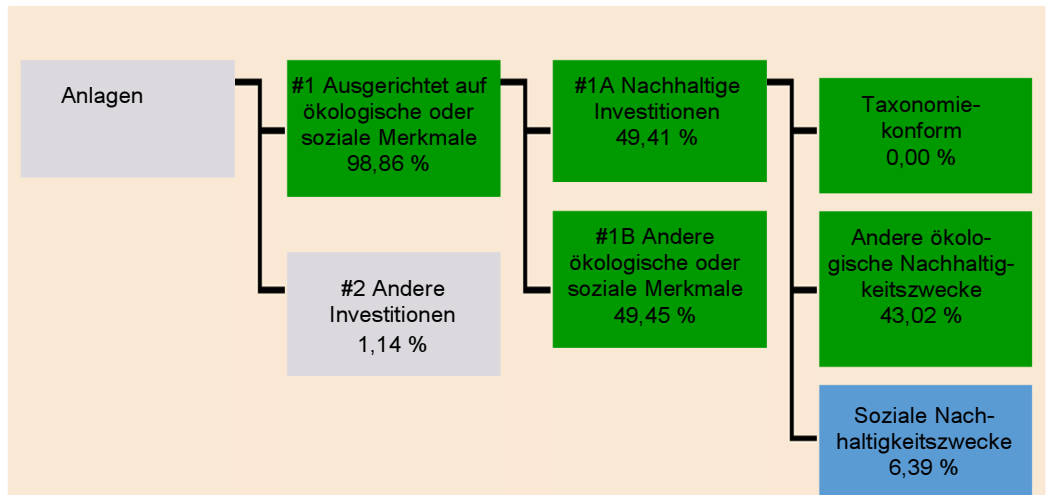 Anlagen
#1 Ausgerichtet auf
ökologische oder
soziale Merkmale
98,86 %
#2 Andere
Investitionen
1,14 %
#1A Nachhaltige
Investitionen
49,41 %
#1B Andere
ökologische oder
soziale Merkmale
49,45 %
Taxonomie-
konform
0,00 %
Andere ökolo-
gische Nachhaltig-
keitszwecke
43,02 %
Soziale Nach-
haltigkeitszwecke
6,39 %